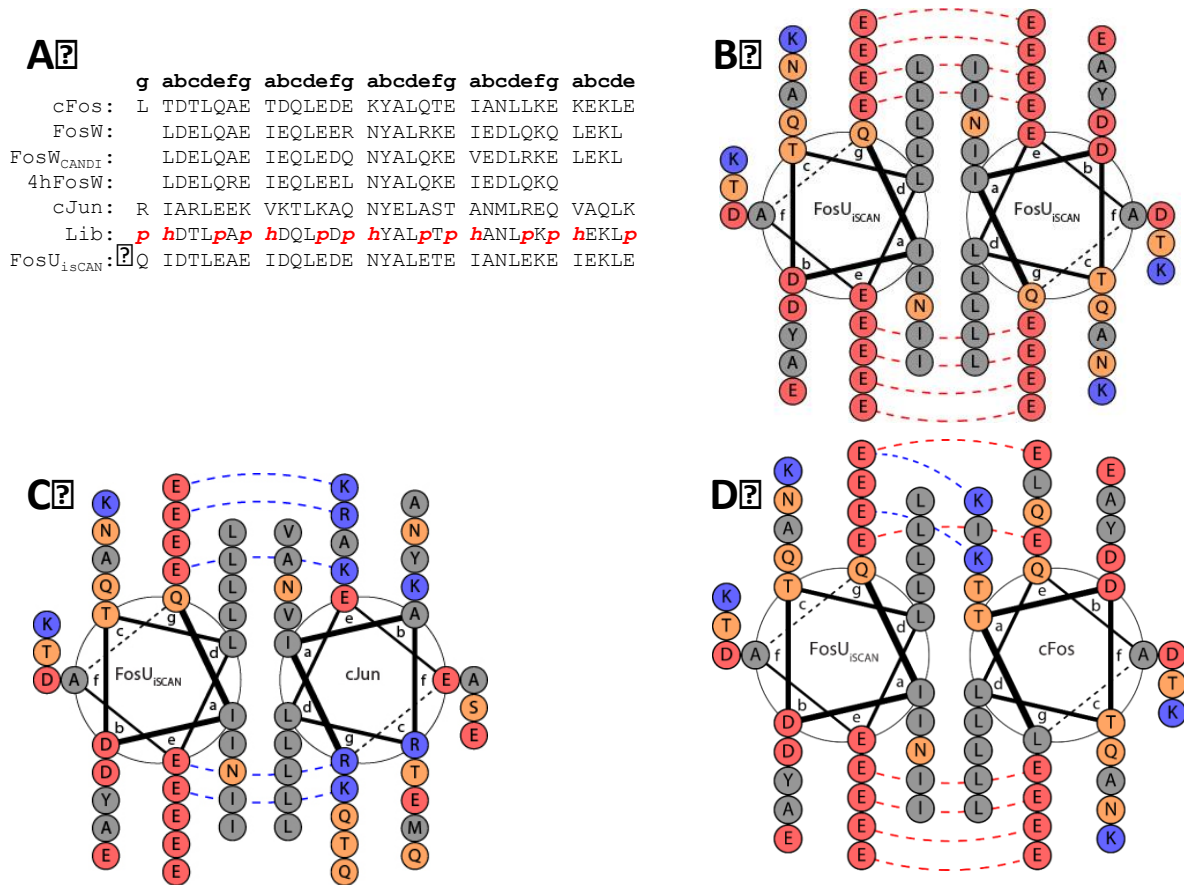 A
g abcdefg abcdefg abcdefg abcdefg abcde
cFos: L TDTLQAE TDQLEDE KYALQTE IANLLKE KEKLE
FosW: LDELQAE IEQLEER NYALRKE IEDLQKQ LEKL
FosWCANDI: LDELQAE IEQLEDQ NYALQKE VEDLRKE LEKL
4hFosW: LDELQRE IEQLEEL NYALQKE IEDLQKQ
cJun: R IARLEEK VKTLKAQ NYELAST ANMLREQ VAQLK
Lib: p hDTLpAp hDQLpDp hYALpTp hANLpKp hEKLp
FosUisCAN: Q IDTLEAE IDQLEDE NYALETE IANLEKE IEKLE
B
K N A Q T
E E E E Q
L L L L L
I I N I I
E E E E E
E A Y D D
K T D A
A D T K
c g d a e b f
FosUiSCAN
FosUiSCAN
b e a d g c f
D D Y A E
E E E E E
I I N I I
L L L L L
Q E E E E
T Q A N K
C
K N A Q T
E E E E Q
L L L L L
V A N V I
K R A K E
A N Y K A
K T D A
E A S E
c g d a e b f
FosUiSCAN
cJun
b e a d g c f
D D Y A E
E E E E E
I I N I I
L L L L L
R K Q T Q
R T E M Q
D
K N A Q T
E E E E Q
L L L L L
K I K T T
E L Q E Q
E A Y D D
K T D A
A D T K
c g d a e b f
FosUiSCAN
cFos
b e a d g c f
D D Y A E
E E E E E
I I N I I
L L L L L
L E E E E
T Q A N K